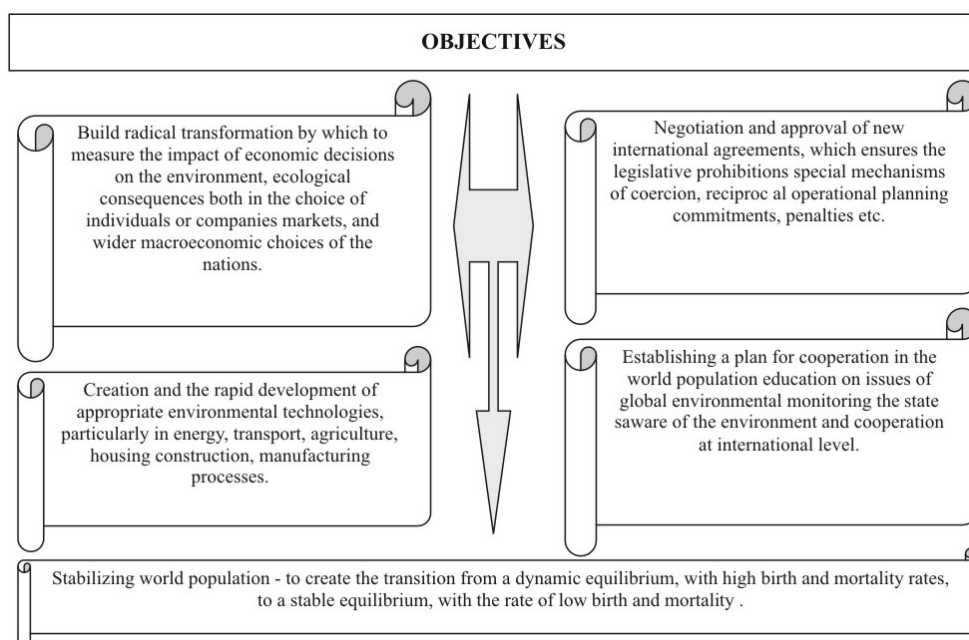 OBJECTIVES
Build radical transformation by which to
measure the impact of economic decisions
on the environment, ecological
consequences both in the choice of
individuals or companies markets, and
wider macroeconomic choices of the
nations.
Negotiation and approval of new
international agreements, which ensures the
legislative prohibitions special mechanisms
of coercion, reciproc al operational planning
commitments, penalties etc.
Creation and the rapid development of
appropriate environmental technologies,
particularly in energy, transport, agriculture,
housing construction, manufacturing
processes.
Establishing a plan for cooperation in the
world population education on issues of
global environmental monitoring the state
saware of the environment and cooperation
at international level.
Stabilizing world population - to create the transition from a dynamic equilibrium, with high birth and mortality rates,
to a stable equilibrium, with the rate of low birth and mortality .